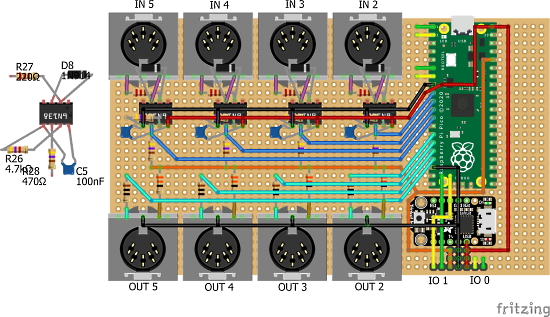 IN 5
IN 4
IN 3
IN 2
R27
220Ω
D8
6N138
R26
4.7kΩ
R28
470Ω
C5
100nF
Raspberry Pi Pico ©2020
OUT 5
OUT 4
OUT 3
OUT 2
IO 1
IO 0
fritzing